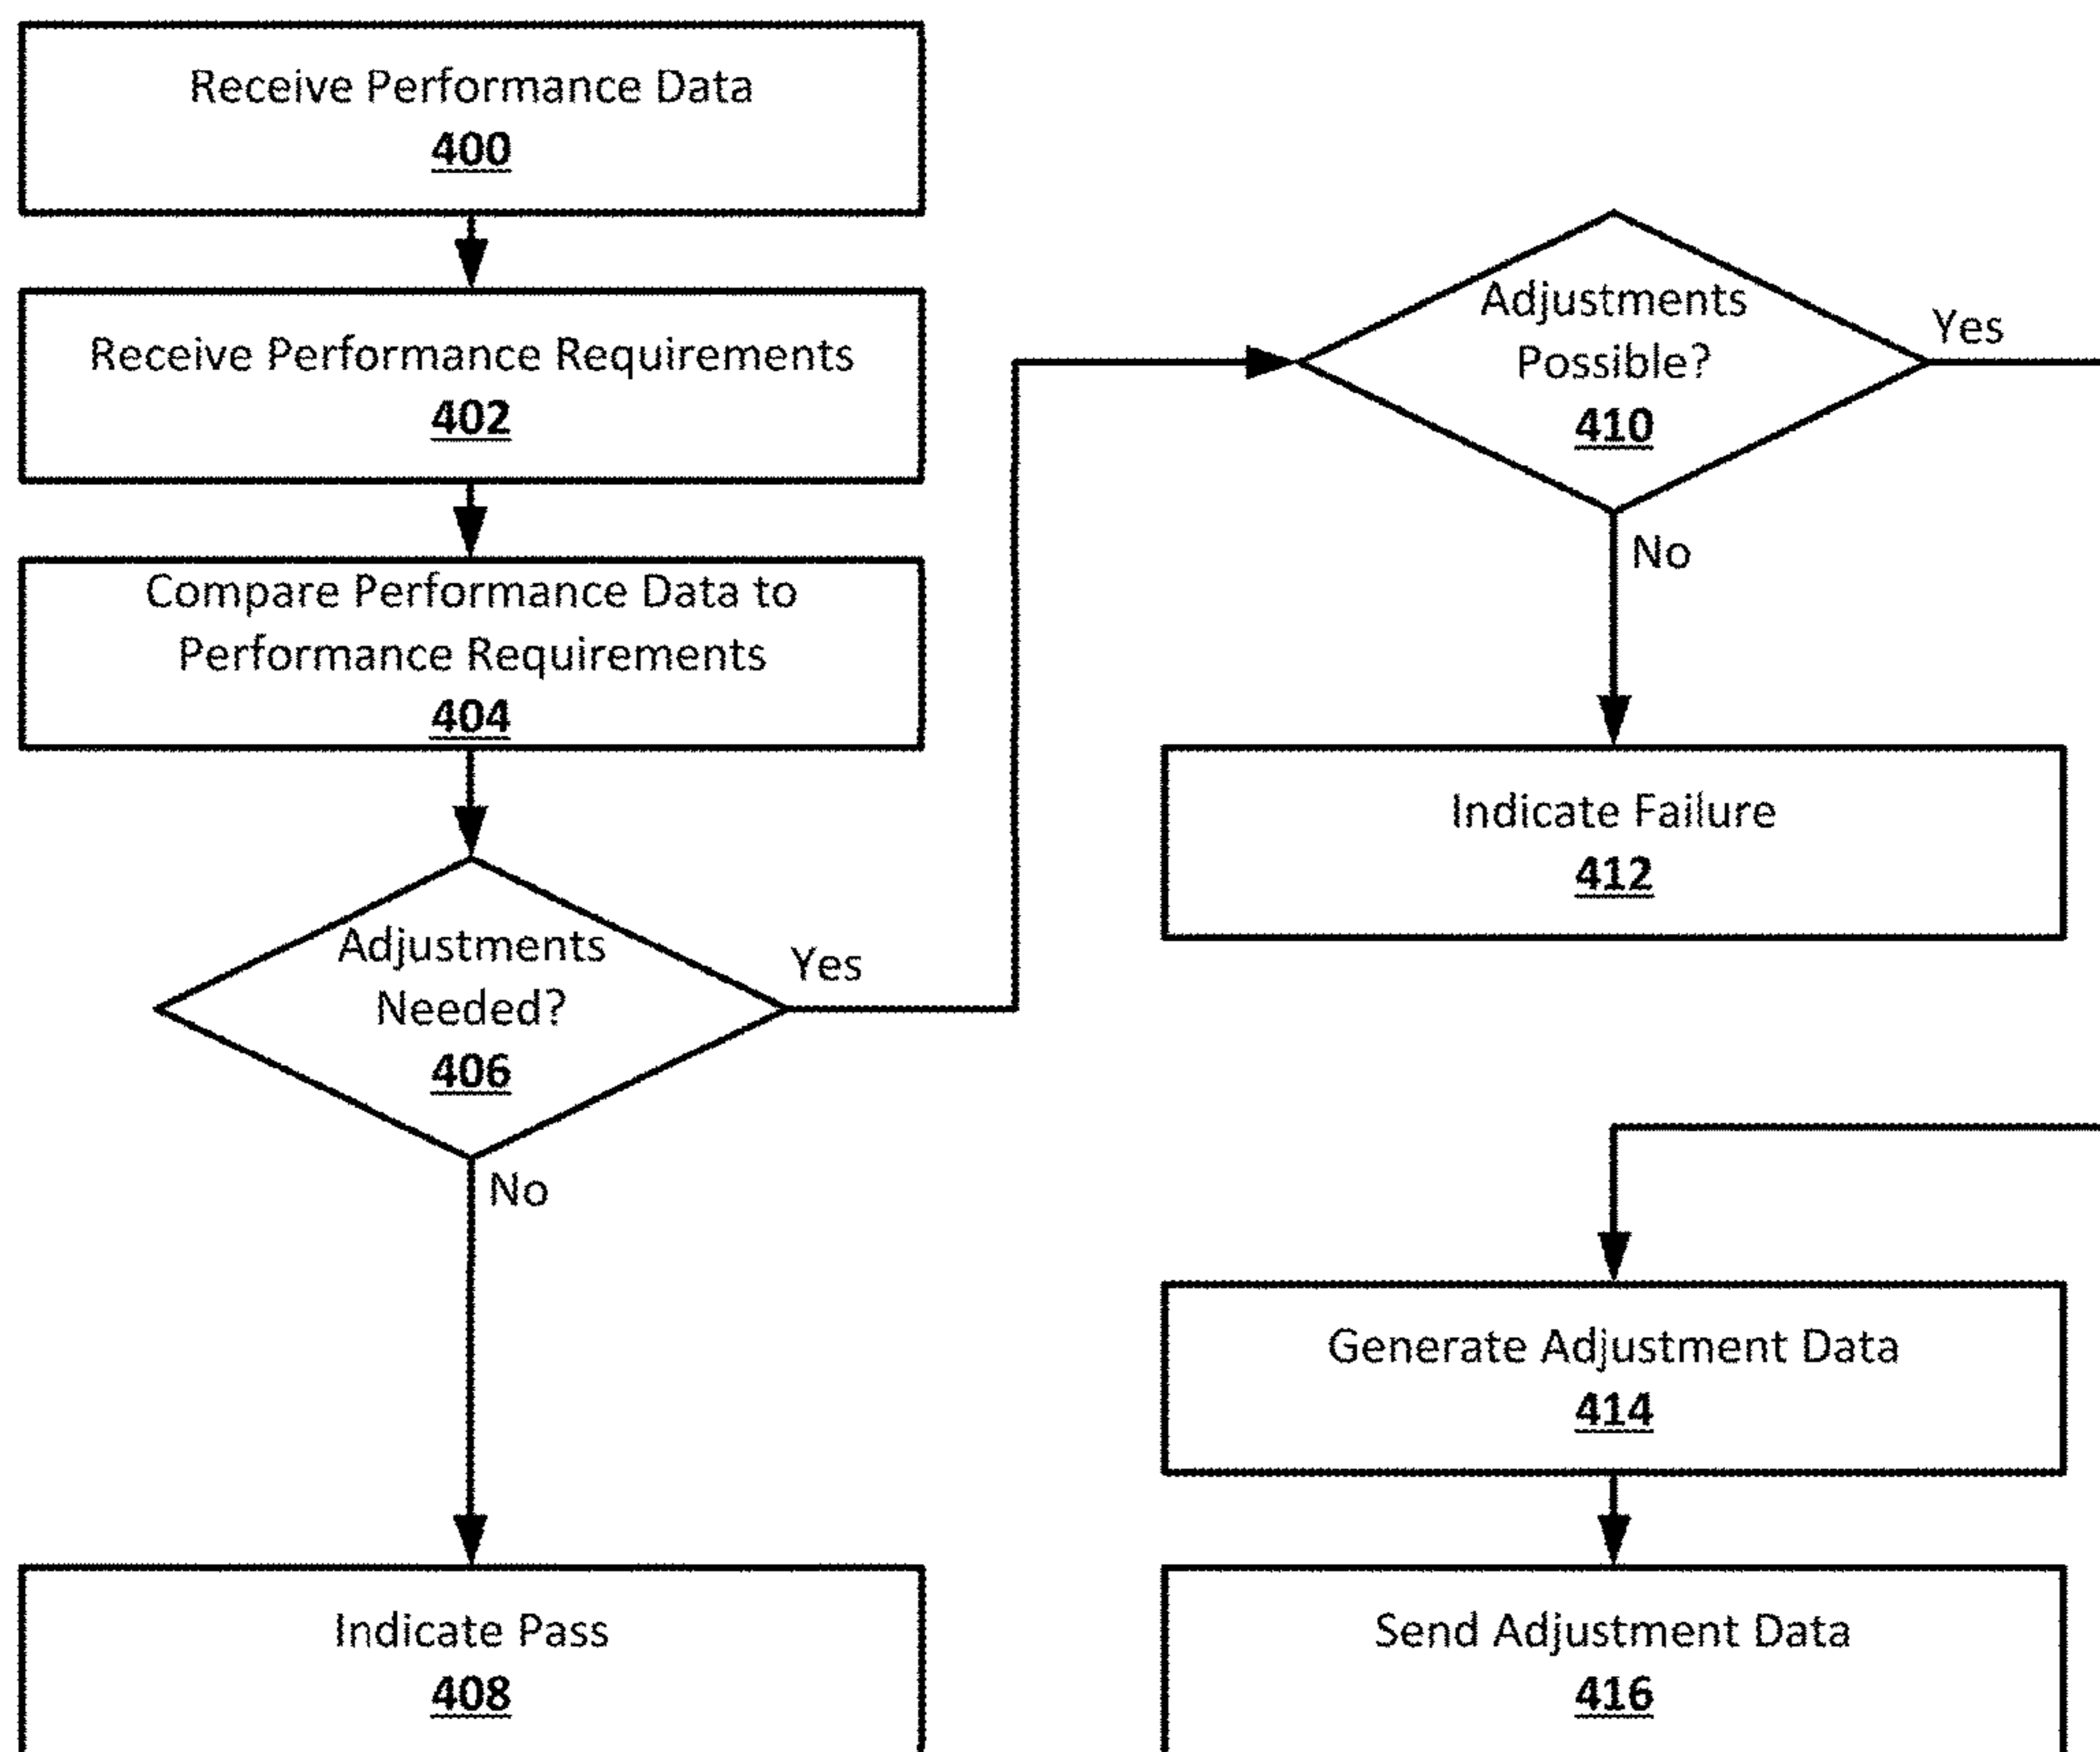 Receive Performance Data
400
Receive Performance Requirements
402
Compare Performance Data to
Performance Requirements
404
Adjustments
Needed?
406
Yes
No
Indicate Pass
408
Adjustments
Possible?
410
Yes
No
Indicate Failure
412
Generate Adjustment Data
414
Send Adjustment Data
416